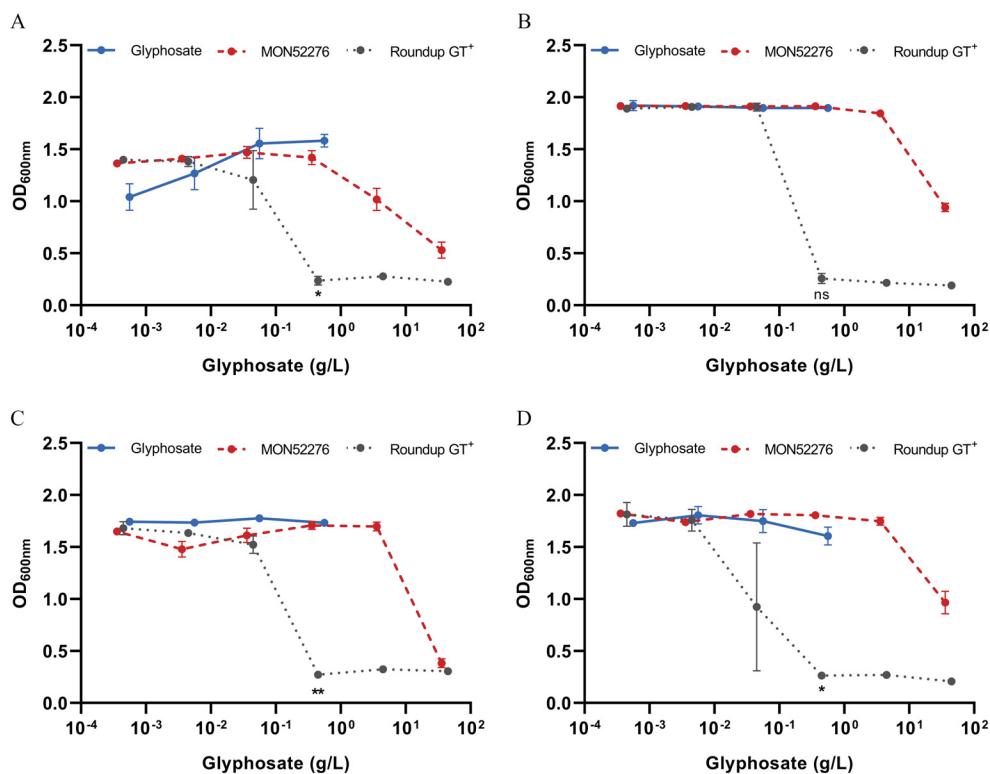 A
Glyphosate MON52276 Roundup GT+
2.5
2.0
1.5
1.0
0.5
0.0
OD600nm
*
10-4 10-3 10-2 10-1 100 101 102
Glyphosate (g/L)
B
Glyphosate MON52276 Roundup GT+
2.5
2.0
1.5
1.0
0.5
0.0
OD600nm
ns
10-4 10-3 10-2 10-1 100 101 102
Glyphosate (g/L)
C
Glyphosate MON52276 Roundup GT+
2.5
2.0
1.5
1.0
0.5
0.0
OD600nm
**
10-4 10-3 10-2 10-1 100 101 102
Glyphosate (g/L)
D
Glyphosate MON52276 Roundup GT+
2.5
2.0
1.5
1.0
0.5
0.0
OD600nm
*
10-4 10-3 10-2 10-1 100 101 102
Glyphosate (g/L)